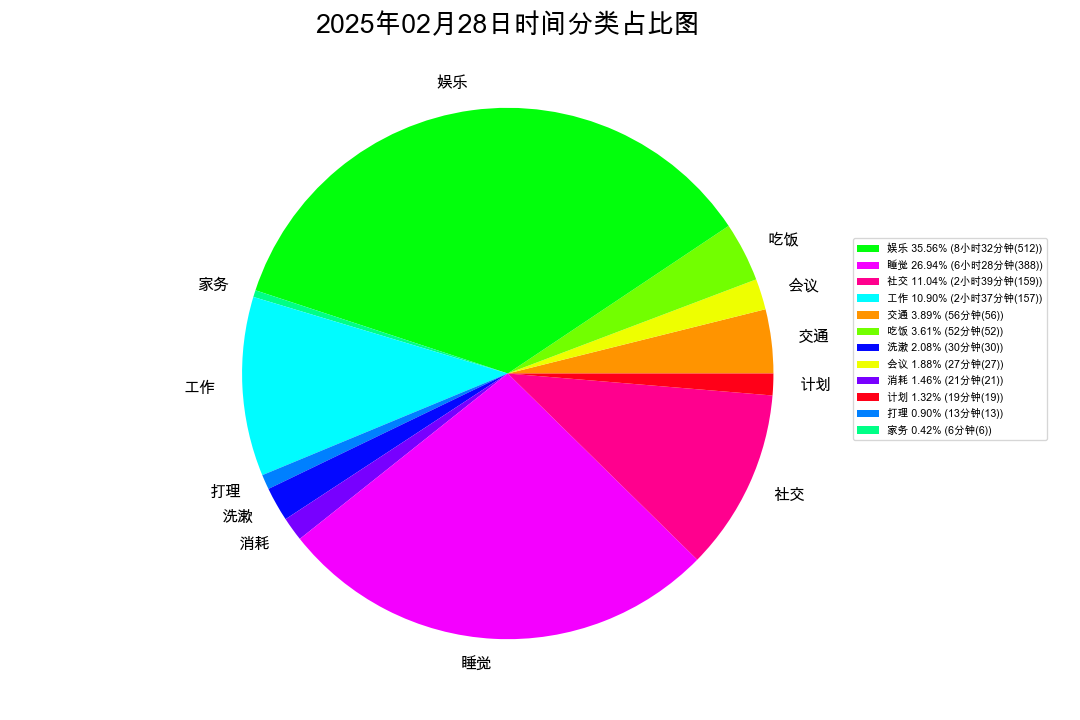 2025年02月28日时间分类占比图
娱乐
吃饭
家务
会议
交通
工作
计划
打理
社交
洗漱
消耗
睡觉
娱乐 35.56% (8小时32分钟(512))
睡觉 26.94% (6小时28分钟(388))
社交 11.04% (2小时39分钟(159))
工作 10.90% (2小时37分钟(157))
交通 3.89% (56分钟(56))
吃饭 3.61% (52分钟(52))
洗漱 2.08% (30分钟(30))
会议 1.88% (27分钟(27))
消耗 1.46% (21分钟(21))
计划 1.32% (19分钟(19))
打理 0.90% (13分钟(13))
家务 0.42% (6分钟(6))